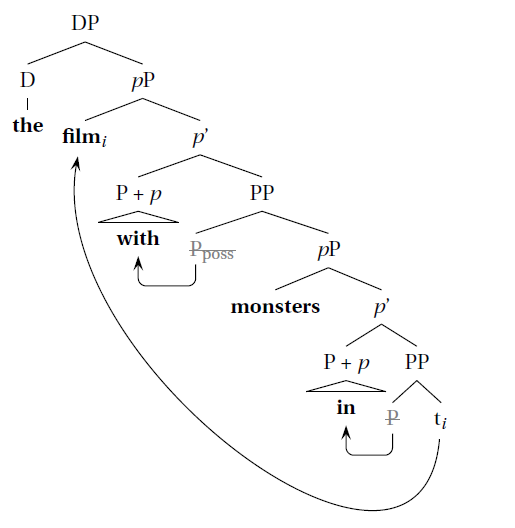 DP
D pP
the film_i p'
P + p PP
with P_poss pP
monsters p'
P + p PP
in P t_i